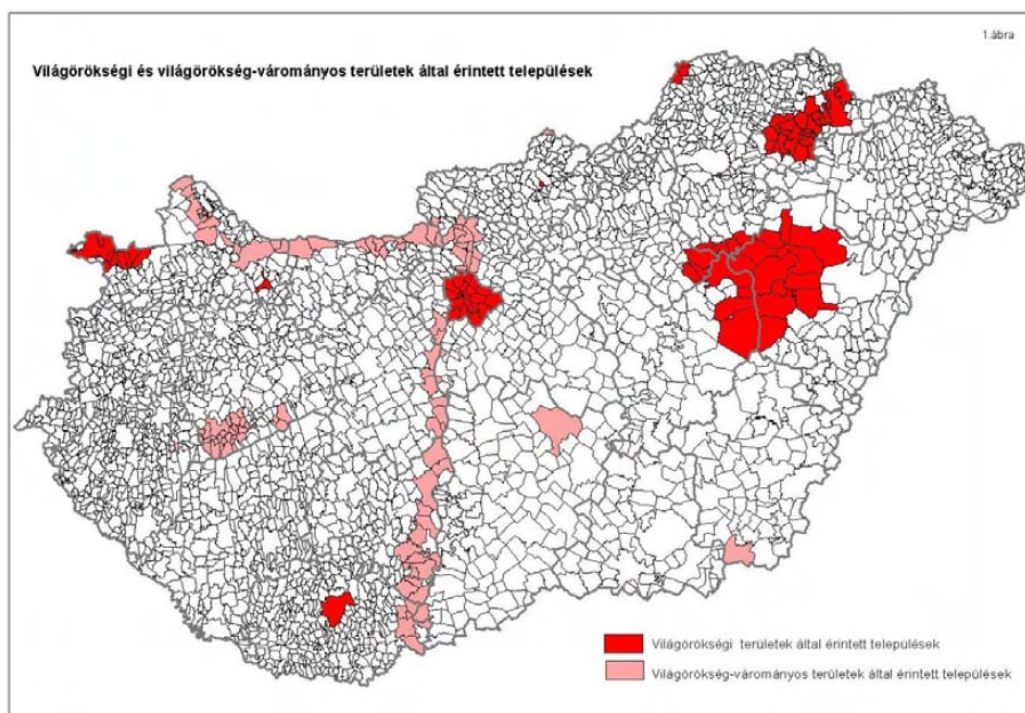 1.ábra
Világörökségi és világörökség-várományos területek által érintett települések
Világörökségi területek által érintett települések
Világörökség-várományos területek által érintett települések